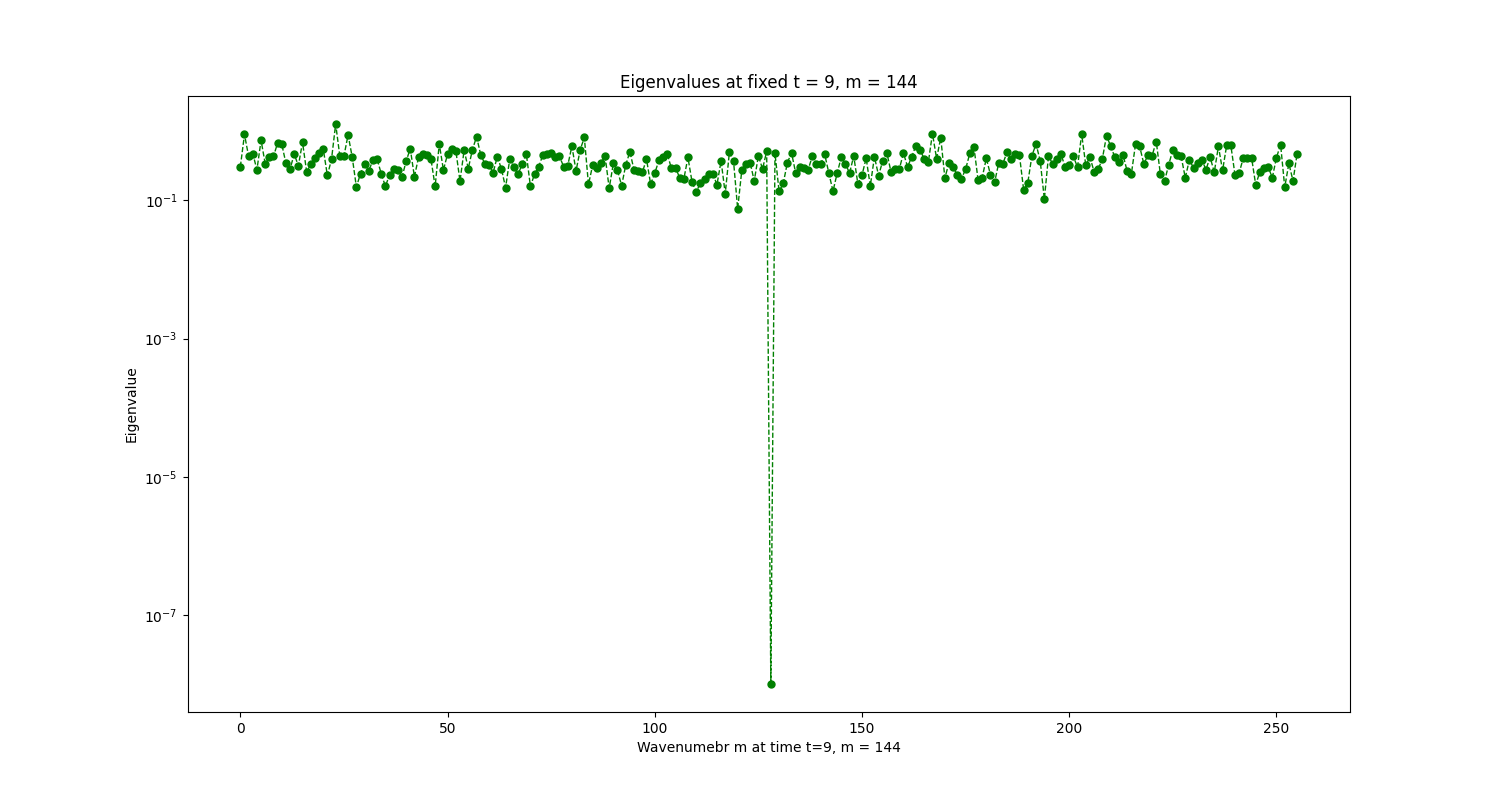 Eigenvalues at fixed t = 9, m = 144
10⁻¹
10⁻³
10⁻⁵
10⁻⁷
Eigenvalue
0 50 100 150 200 250
Wavenumebr m at time t=9, m = 144